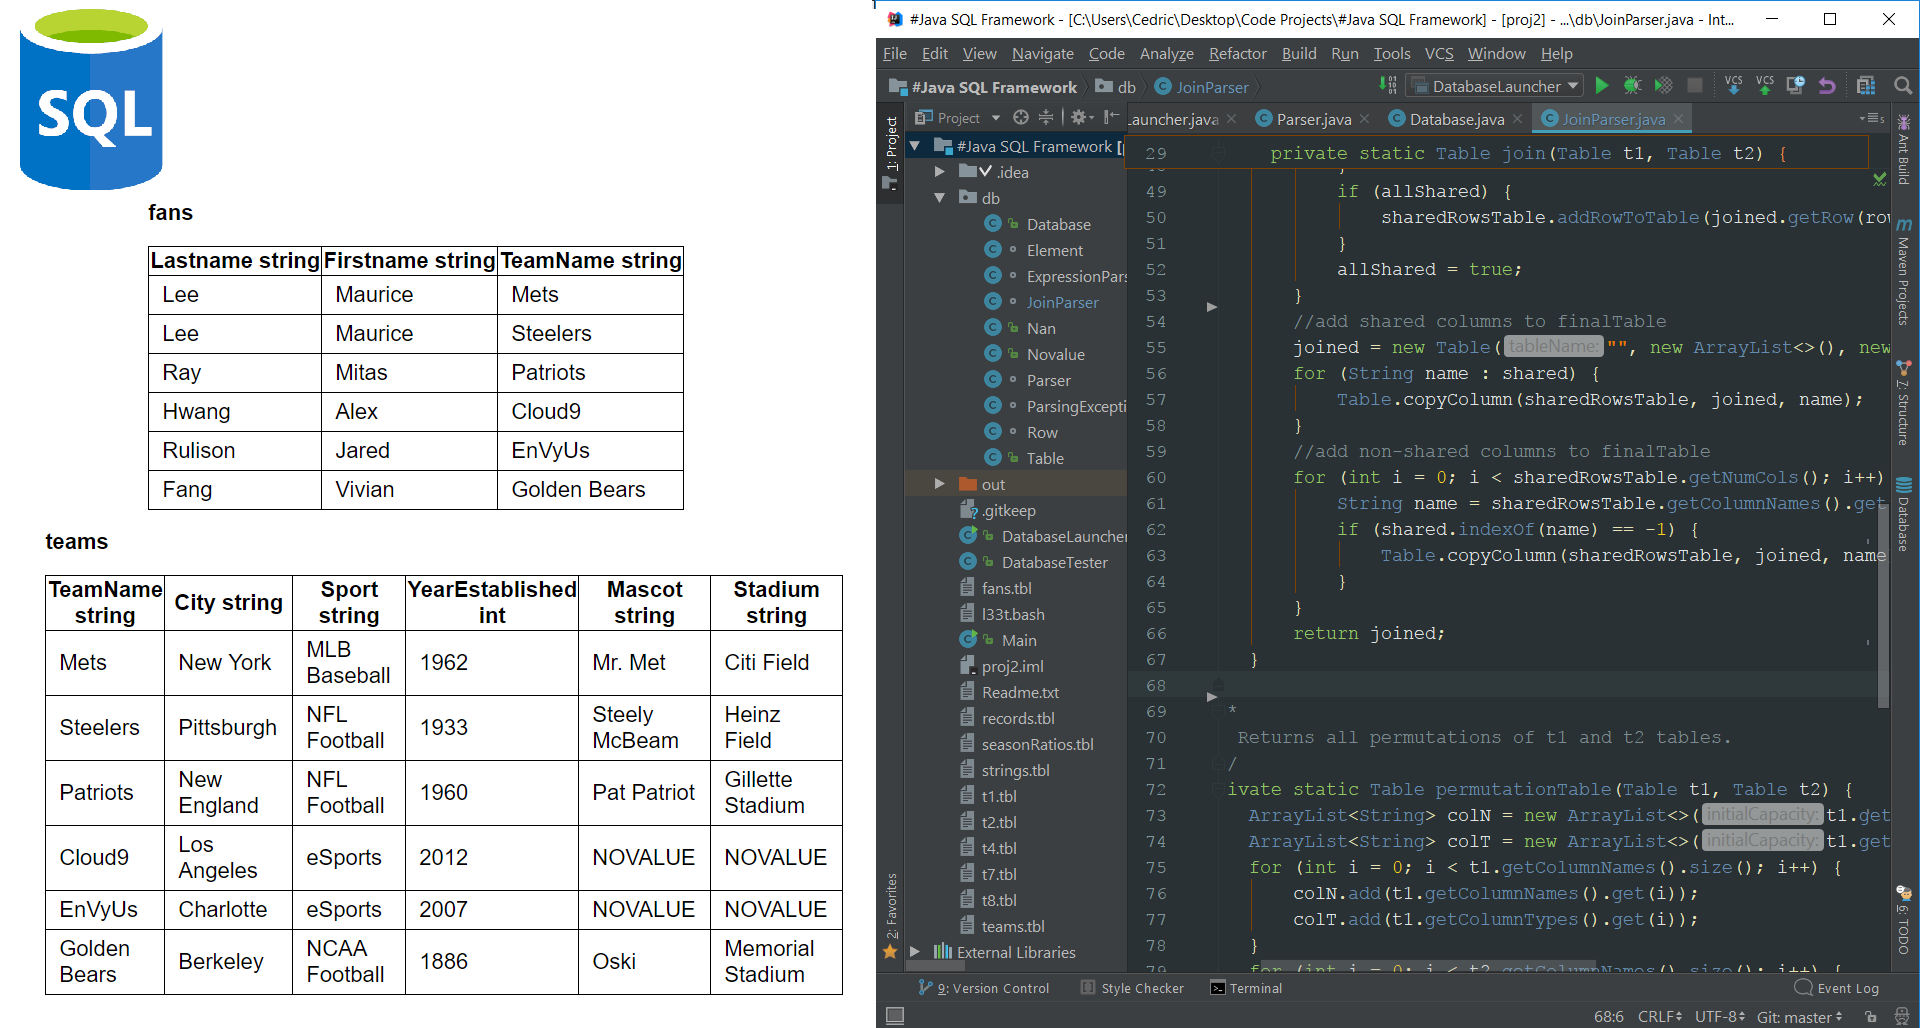 SQL
fans
Lastname string Firstname string TeamName string
Lee Maurice Mets
Lee Maurice Steelers
Ray Mitas Patriots
Hwang Alex Cloud9
Rulison Jared EnVyUs
Fang Vivian Golden Bears
teams
TeamName string City string Sport string YearEstablished int Mascot string Stadium string
Mets New York MLB Baseball 1962 Mr. Met Citi Field
Steelers Pittsburgh NFL Football 1933 Steely McBeam Heinz Field
Patriots New England NFL Football 1960 Pat Patriot Gillette Stadium
Cloud9 Los Angeles eSports 2012 NOVALUE NOVALUE
EnVyUs Charlotte eSports 2007 NOVALUE NOVALUE
Golden Bears Berkeley NCAA Football 1886 Oski Memorial Stadium
#Java SQL Framework - [C:\Users\Cedric\Desktop\Code Projects\#Java SQL Framework] - [proj2] - ...\db\JoinParser.java - Int...
File Edit View Navigate Code Analyze Refactor Build Run Tools VCS Window Help
#Java SQL Framework db JoinParser DatabaseLauncher VCS VCS
Project Launcher.java Parser.java Database.java JoinParser.java
1: Project
2: Favorites
#Java SQL Framework [
.idea
db
Database
Element
ExpressionPars
JoinParser
Nan
Novalue
Parser
ParsingExcepti
Row
Table
out
.gitkeep
DatabaseLauncher
DatabaseTester
fans.tbl
l33t.bash
Main
proj2.iml
Readme.txt
records.tbl
seasonRatios.tbl
strings.tbl
t1.tbl
t2.tbl
t4.tbl
t7.tbl
t8.tbl
teams.tbl
External Libraries
29 private static Table join(Table t1, Table t2) {
49 if (allShared) {
50 sharedRowsTable.addRowToTable(joined.getRow(row
51 }
52 allShared = true;
53 }
54 //add shared columns to finalTable
55 joined = new Table( tableName: "", new ArrayList<>(), new
56 for (String name : shared) {
57 Table.copyColumn(sharedRowsTable, joined, name);
58 }
59 //add non-shared columns to finalTable
60 for (int i = 0; i < sharedRowsTable.getNumCols(); i++)
61 String name = sharedRowsTable.getColumnNames().get
62 if (shared.indexOf(name) == -1) {
63 Table.copyColumn(sharedRowsTable, joined, name
64 }
65 }
66 return joined;
67 }
68
69 *
70 Returns all permutations of t1 and t2 tables.
71 /
72 ivate static Table permutationTable(Table t1, Table t2) {
73 ArrayList<String> colN = new ArrayList<>( initialCapacity: t1.get
74 ArrayList<String> colT = new ArrayList<>( initialCapacity: t1.get
75 for (int i = 0; i < t1.getColumnNames().size(); i++) {
76 colN.add(t1.getColumnNames().get(i));
77 colT.add(t1.getColumnTypes().get(i));
78 }
79 for (int i = 0; i < t2.getColumnNames().size(); i++) {
Ant Build
Maven Projects
7: Structure
Database
6: TODO
9: Version Control Style Checker Terminal Event Log
68:6 CRLF UTF-8 Git: master